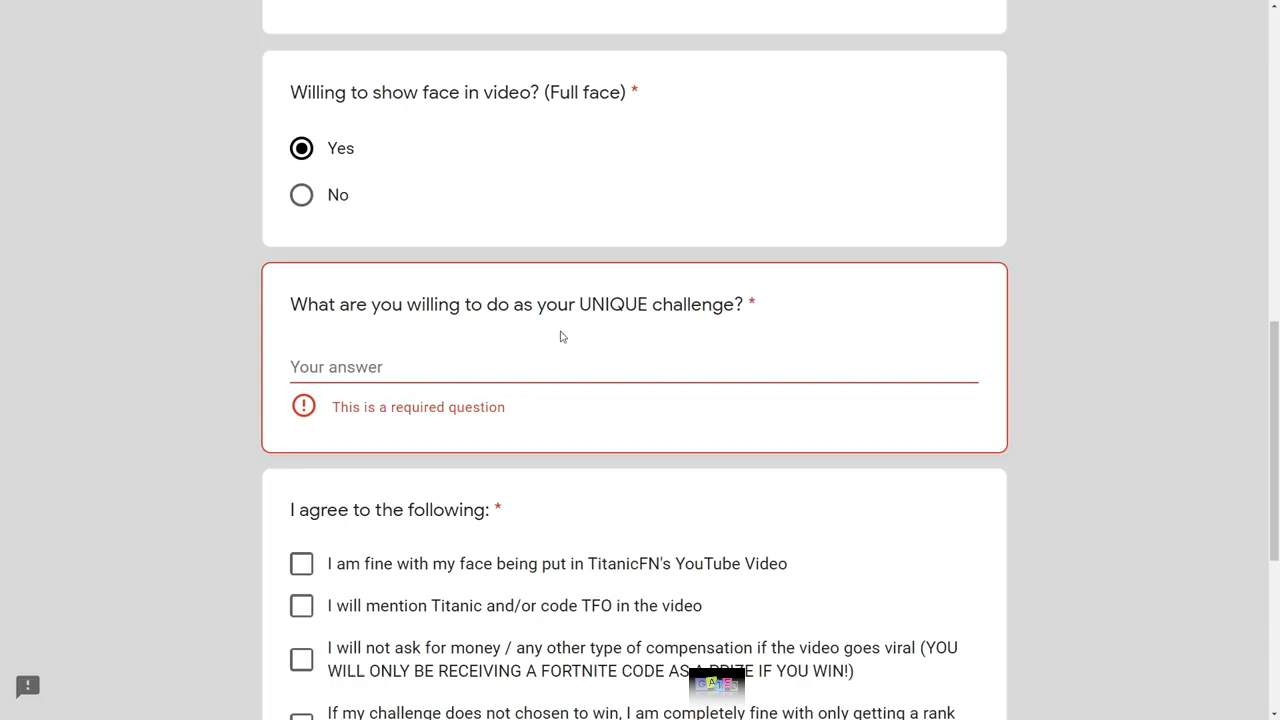 Willing to show face in video? (Full face) *
Yes
No
What are you willing to do as your UNIQUE challenge? *
Your answer
This is a required question
I agree to the following: *
I am fine with my face being put in TitanicFN's YouTube Video
I will mention Titanic and/or code TFO in the video
I will not ask for money / any other type of compensation if the video goes viral (YOU
WILL ONLY BE RECEIVING A FORTNITE CODE AS A PRIZE IF YOU WIN!)
If my challenge does not chosen to win, I am completely fine with only getting a rank